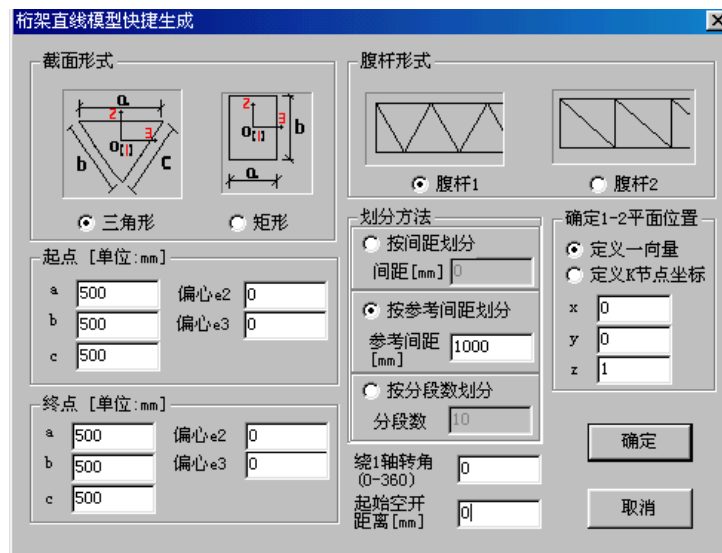 桁架直线模型快捷生成
截面形式
a
2
3
O[1]
b
c
2
3
O[1]
b
a
三角形
矩形
腹杆形式
腹杆1
腹杆2
起点 [单位:mm]
a 500 偏心e2 0
b 500 偏心e3 0
c 500
终点 [单位:mm]
a 500 偏心e2 0
b 500 偏心e3 0
c 500
划分方法
按间距划分
间距[mm] 0
按参考间距划分
参考间距 1000
[mm]
按分段数划分
分段数 10
绕1轴转角 0
(0-360)
起始空开
距离[mm] 0
确定1-2平面位置
定义一向量
定义K节点坐标
x 0
y 0
z 1
确定
取消